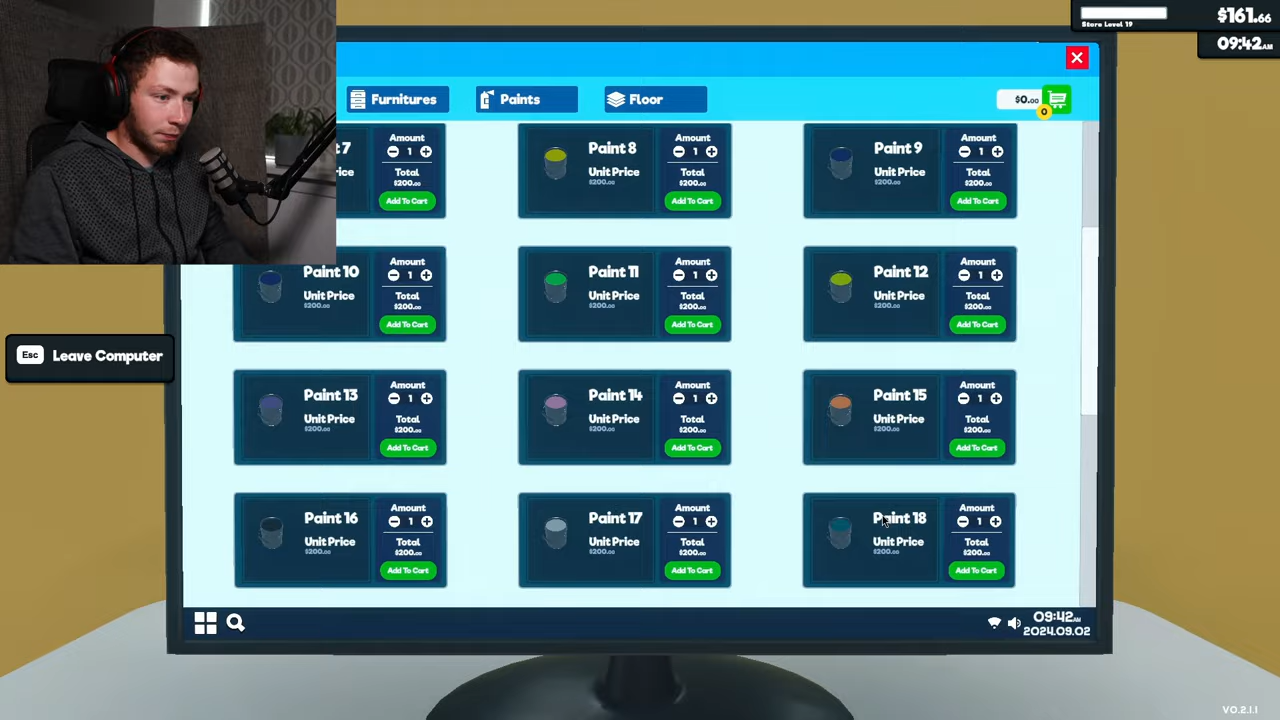 $161.66
Store Level 19
09:42AM
Furnitures
Paints
Floor
$0.00
0
7
Amount
1
Total
$200.00
Add To Cart
Paint 8
Unit Price
$200.00
Amount
1
Total
$200.00
Add To Cart
Paint 9
Unit Price
$200.00
Amount
1
Total
$200.00
Add To Cart
Paint 10
Unit Price
$200.00
Amount
1
Total
$200.00
Add To Cart
Paint 11
Unit Price
$200.00
Amount
1
Total
$200.00
Add To Cart
Paint 12
Unit Price
$200.00
Amount
1
Total
$200.00
Add To Cart
Esc Leave Computer
Paint 13
Unit Price
$200.00
Amount
1
Total
$200.00
Add To Cart
Paint 14
Unit Price
$200.00
Amount
1
Total
$200.00
Add To Cart
Paint 15
Unit Price
$200.00
Amount
1
Total
$200.00
Add To Cart
Paint 16
Unit Price
$200.00
Amount
1
Total
$200.00
Add To Cart
Paint 17
Unit Price
$200.00
Amount
1
Total
$200.00
Add To Cart
Paint 18
Unit Price
$200.00
Amount
1
Total
$200.00
Add To Cart
09:42AM
2024.09.02
V0.2.1.1